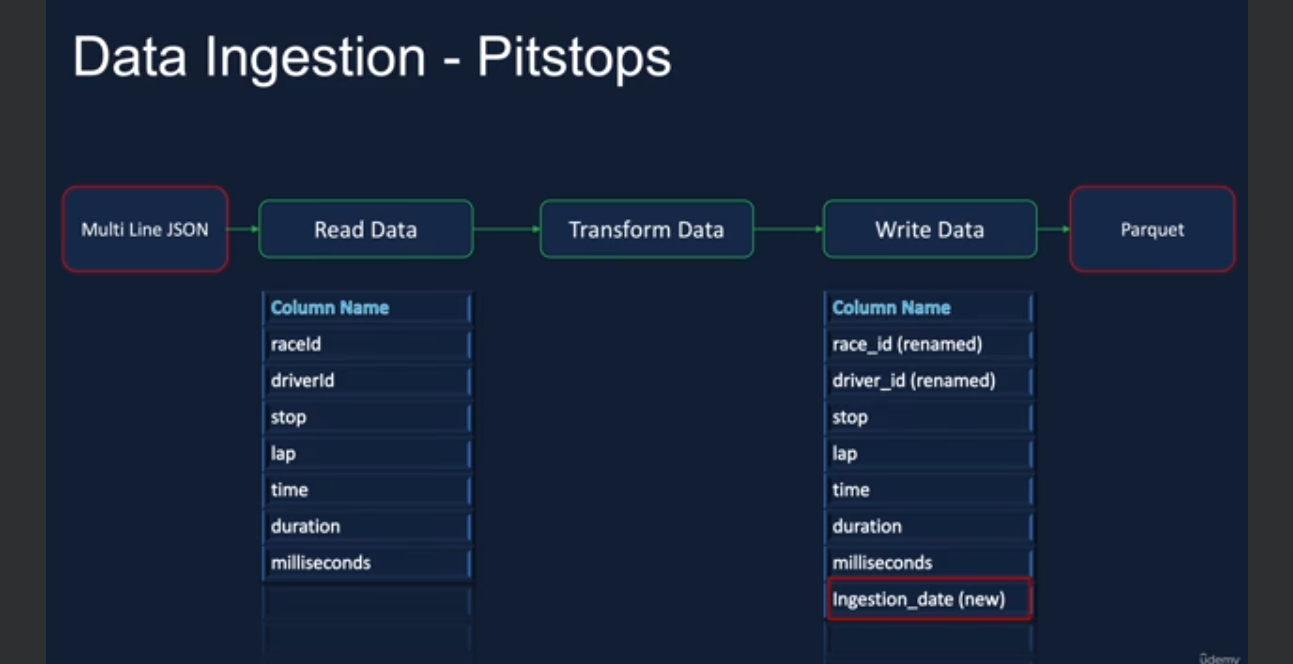 Data Ingestion - Pitstops
Multi Line JSON
Read Data
Transform Data
Write Data
Parquet
Column Name
raceId
driverId
stop
lap
time
duration
milliseconds
Column Name
race_id (renamed)
driver_id (renamed)
stop
lap
time
duration
milliseconds
Ingestion_date (new)
ûdemy